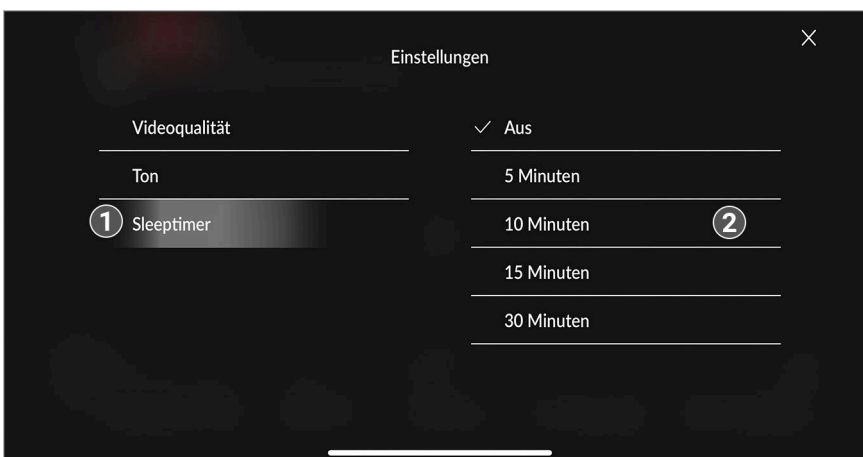 Einstellungen
Videoqualität
Ton
1 Sleeptimer
✓ Aus
5 Minuten
10 Minuten 2
15 Minuten
30 Minuten